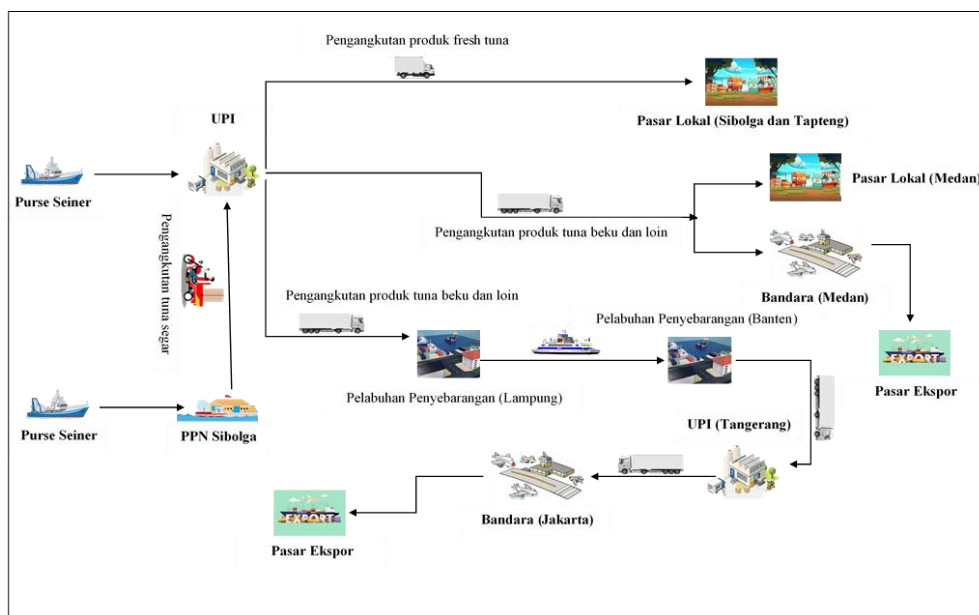 Pengangkutan produk fresh tuna
UPI
Pasar Lokal (Sibolga dan Tapteng)
Purse Seiner
Pasar Lokal (Medan)
Pengangkutan produk tuna beku dan loin
Pengangkutan tuna segar
Bandara (Medan)
Pengangkutan produk tuna beku dan loin
Pelabuhan Penyebarangan (Banten)
EXPORT
Pasar Ekspor
Pelabuhan Penyebarangan (Lampung)
Purse Seiner
PPN Sibolga
UPI (Tangerang)
EXPORT
Bandara (Jakarta)
Pasar Ekspor